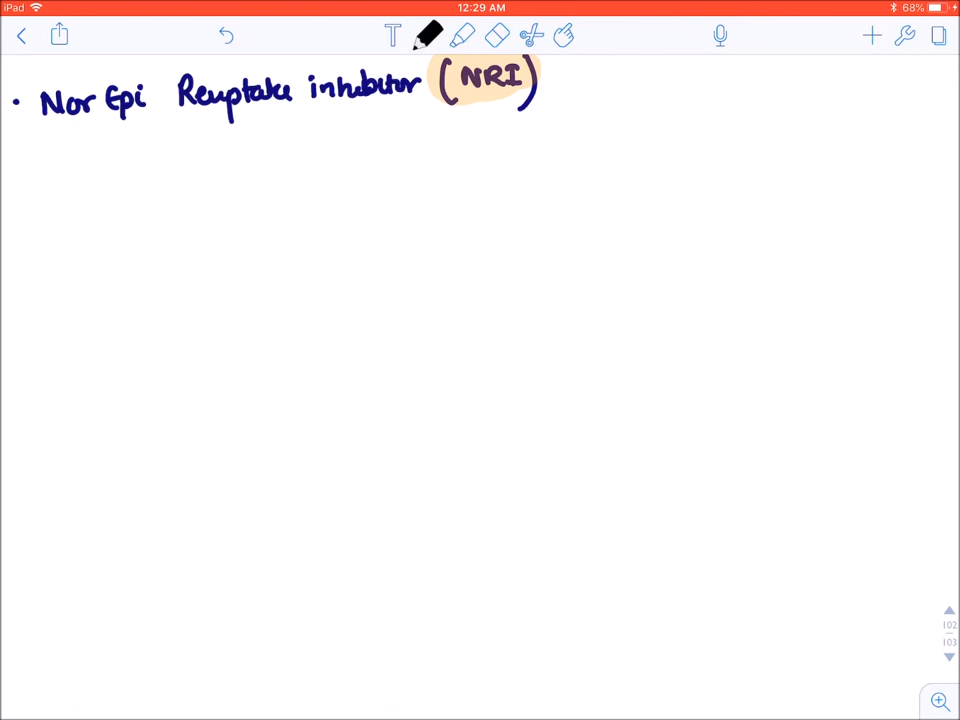 iPad 12:29 AM 68%
T
• Nor Epi Reuptake inhibitor (NRI)
102
103